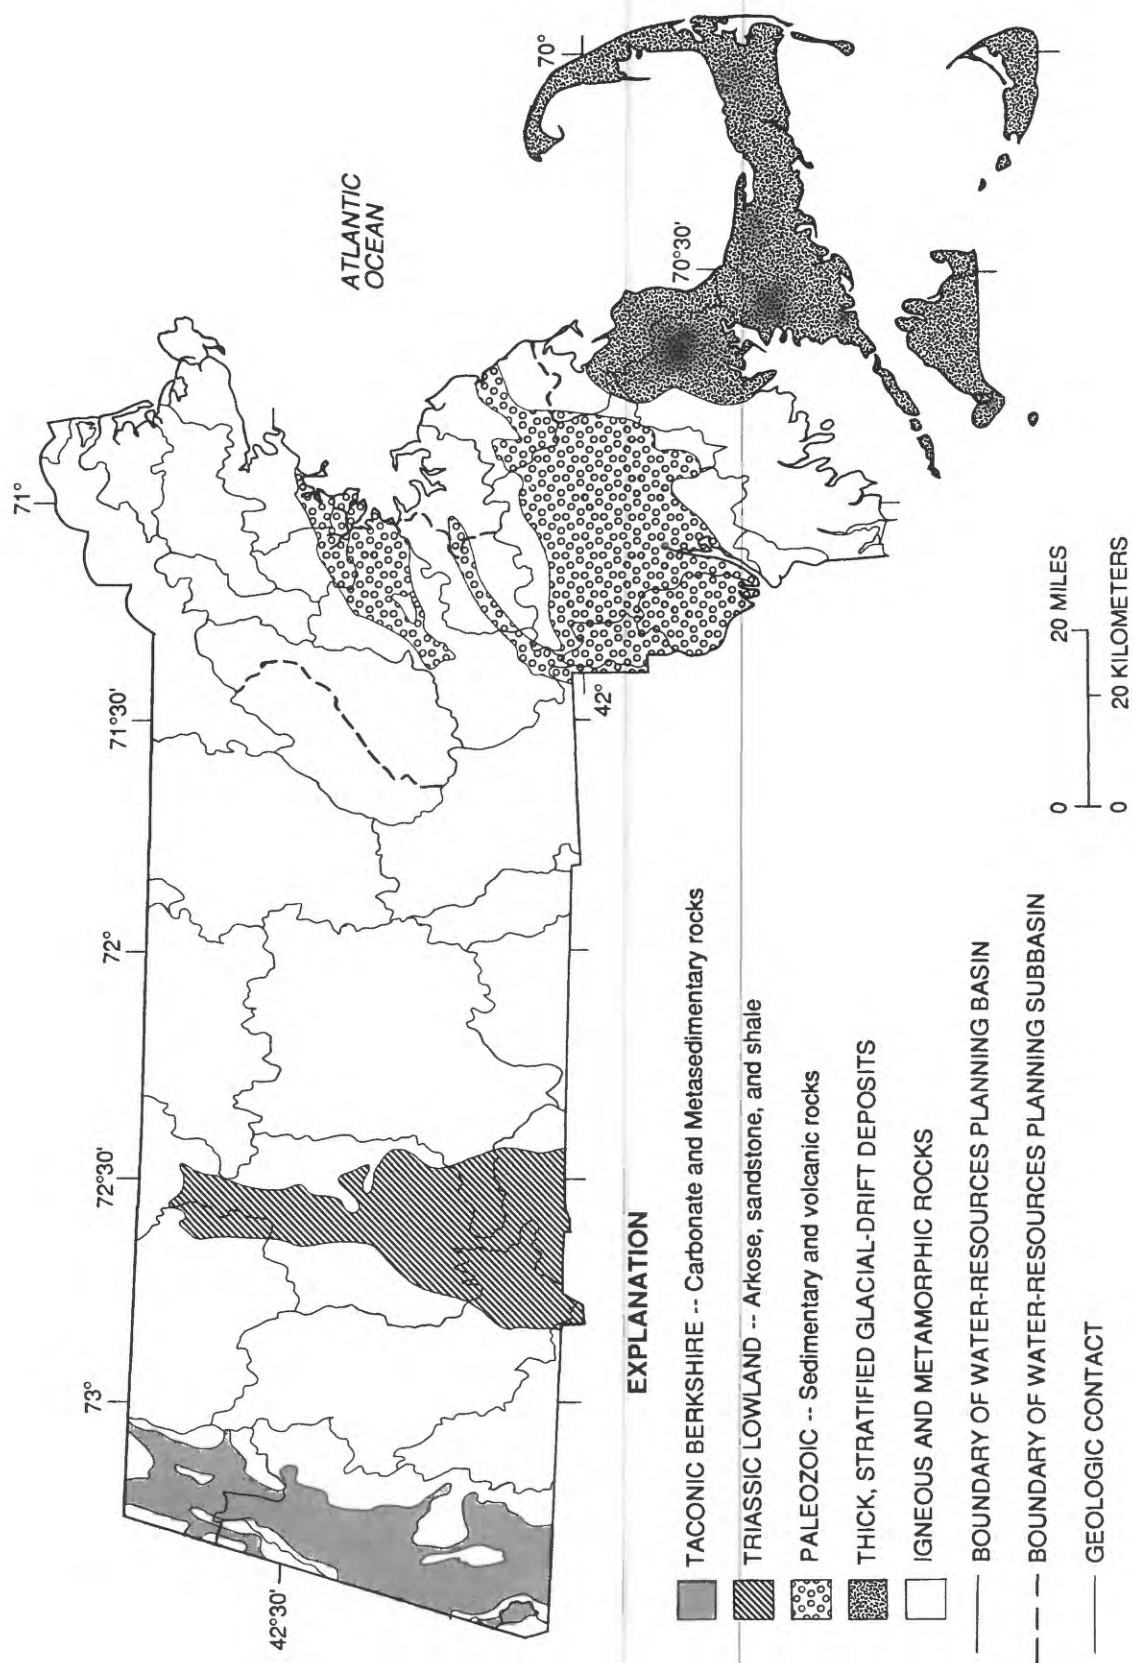 71°
71°30'
72°
72°30'
73°
42°30'
42°
70°30'
70°
ATLANTIC
OCEAN
0 20 MILES
0 20 KILOMETERS
EXPLANATION
TACONIC BERKSHIRE -- Carbonate and Metasedimentary rocks
TRIASSIC LOWLAND -- Arkose, sandstone, and shale
PALEOZOIC -- Sedimentary and volcanic rocks
THICK, STRATIFIED GLACIAL-DRIFT DEPOSITS
IGNEOUS AND METAMORPHIC ROCKS
BOUNDARY OF WATER-RESOURCES PLANNING BASIN
BOUNDARY OF WATER-RESOURCES PLANNING SUBBASIN
GEOLOGIC CONTACT